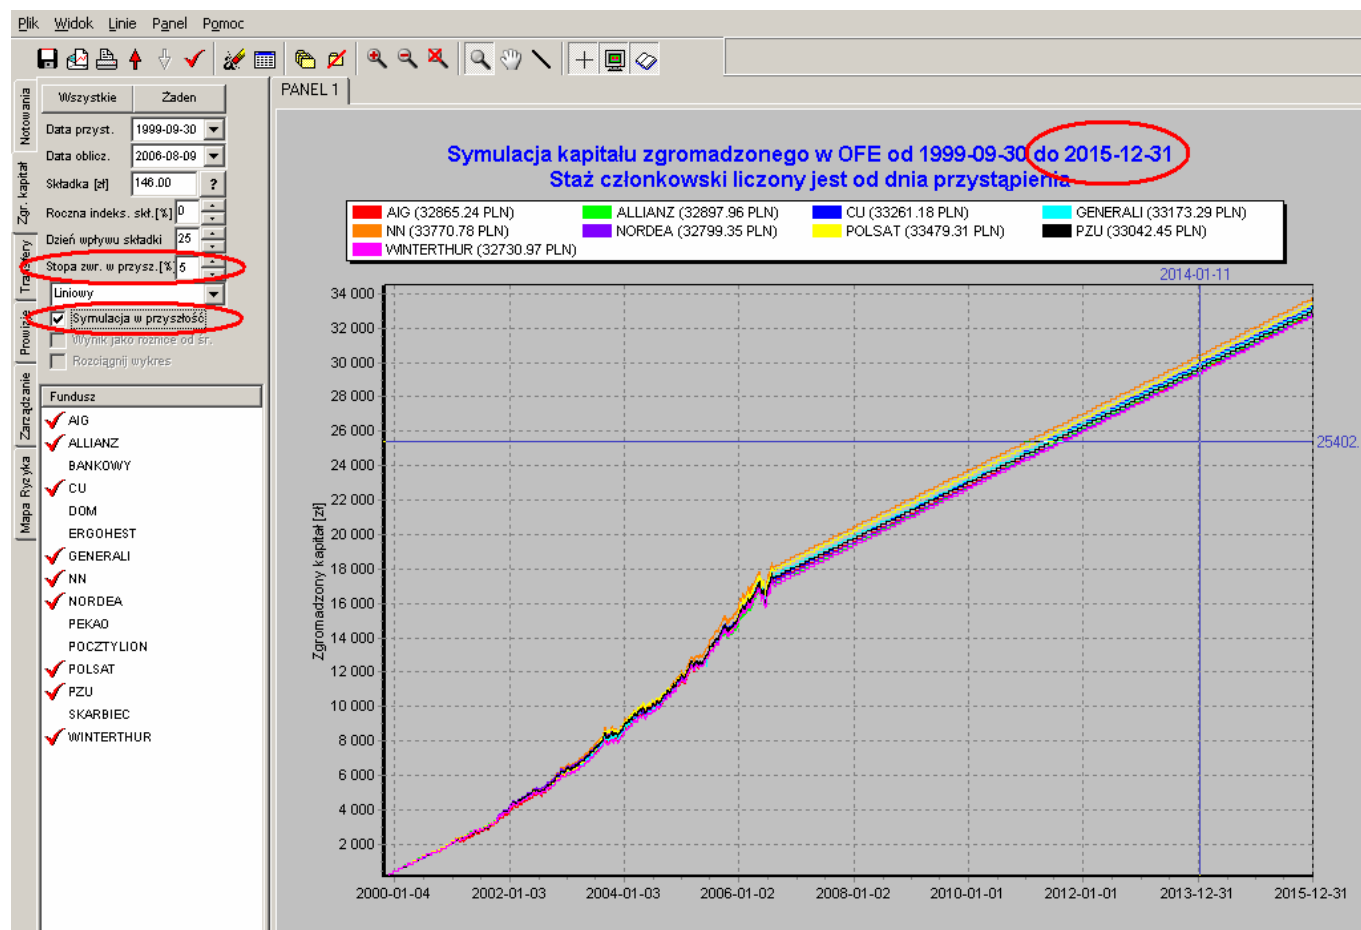 Plik Widok Linie Panel Pomoc
PANEL 1
Notowania
Zgr. kapitał
Transfery
Prowizje
Zarządzanie
Mapa Ryzyka
Wszystkie Żaden
Data przyst. 1999-09-30
Data oblicz. 2006-08-09
Składka [zł] 146.00 ?
Roczna indeks. skł.[%] 0
Dzień wpływu składki 25
Stopa zwr. w przysz.[%] 5
Liniowy
Symulacja w przyszłość
Wynik jako różnice od śr.
Rozciągnij wykres
Fundusz
AIG
ALLIANZ
BANKOWY
CU
DOM
ERGOHEST
GENERALI
NN
NORDEA
PEKAO
POCZTYLION
POLSAT
PZU
SKARBIEC
WINTERTHUR
Symulacja kapitału zgromadzonego w OFE od 1999-09-30 do 2015-12-31
Staż członkowski liczony jest od dnia przystąpienia
AIG (32865.24 PLN) ALLIANZ (32897.96 PLN) CU (33261.18 PLN) GENERALI (33173.29 PLN)
NN (33770.78 PLN) NORDEA (32799.35 PLN) POLSAT (33479.31 PLN) PZU (33042.45 PLN)
WINTERTHUR (32730.97 PLN)
2014-01-11
34 000
32 000
30 000
28 000
26 000
25402.
24 000
22 000
20 000
18 000
16 000
14 000
12 000
10 000
8 000
6 000
4 000
2 000
Zgromadzony kapitał [zł]
2000-01-04 2002-01-03 2004-01-03 2006-01-02 2008-01-02 2010-01-01 2012-01-01 2013-12-31 2015-12-31